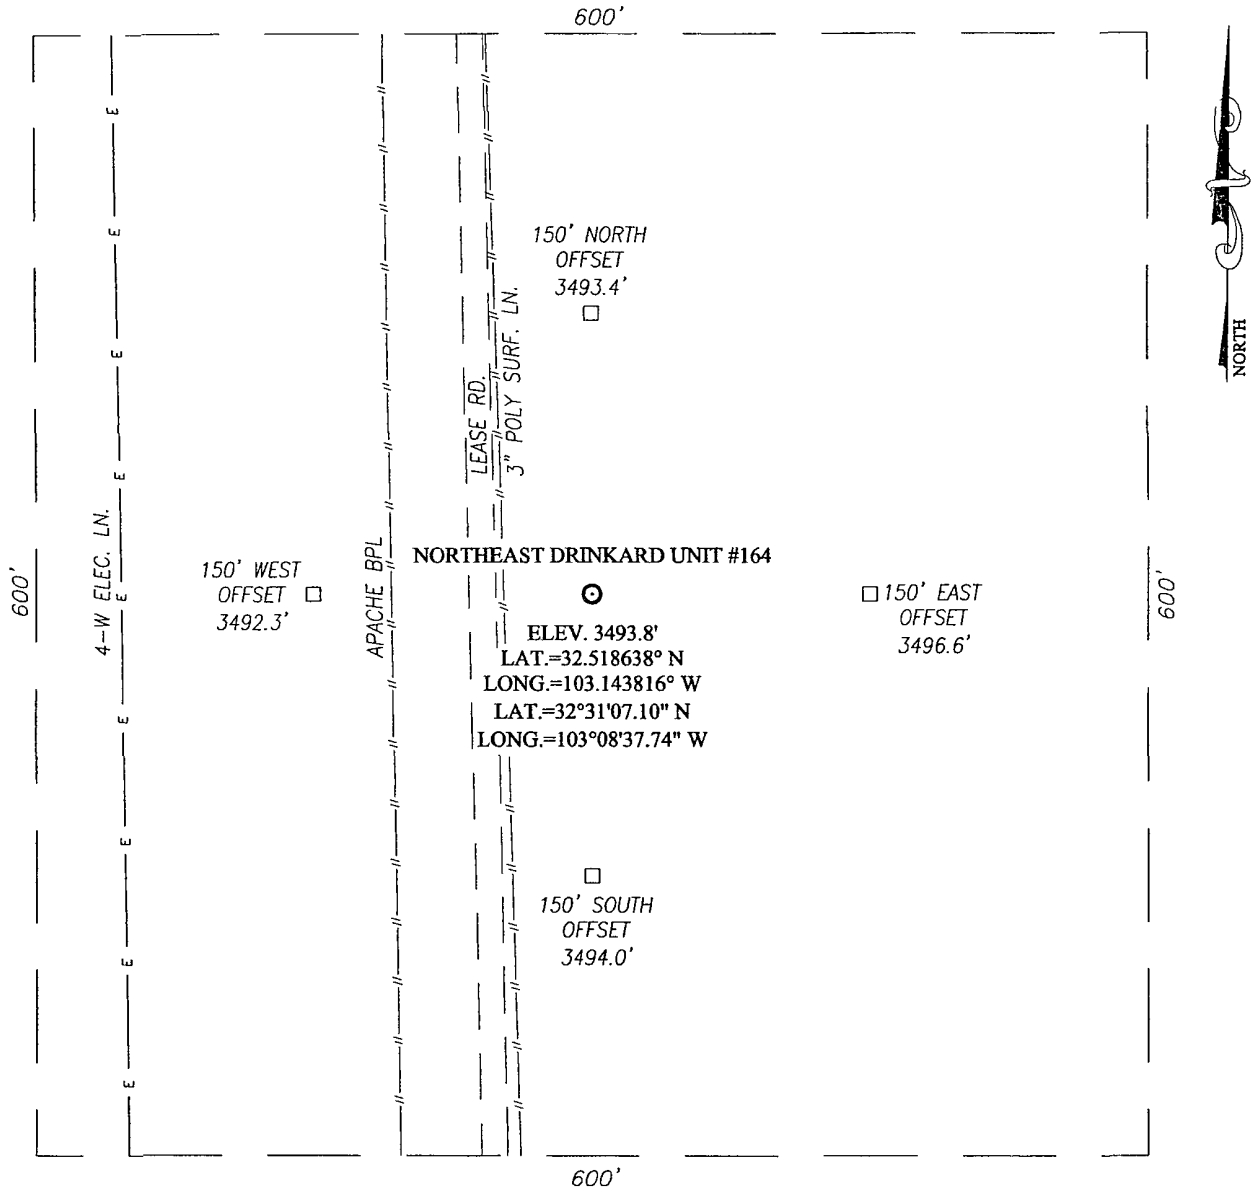 600'
150' NORTH
OFFSET
3493.4'
NORTH
LEASE RD.
3" POLY SURF. LN.
4-W ELEC. LN.
APACHE BPL
NORTHEAST DRINKARD UNIT #164
600'
150' WEST
OFFSET
3492.3'
150' EAST
OFFSET
3496.6'
600'
ELEV. 3493.8'
LAT.=32.518638° N
LONG.=103.143816° W
LAT.=32°31'07.10" N
LONG.=103°08'37.74" W
150' SOUTH
OFFSET
3494.0'
600'
E
E
E
E
E
E
E
E
E